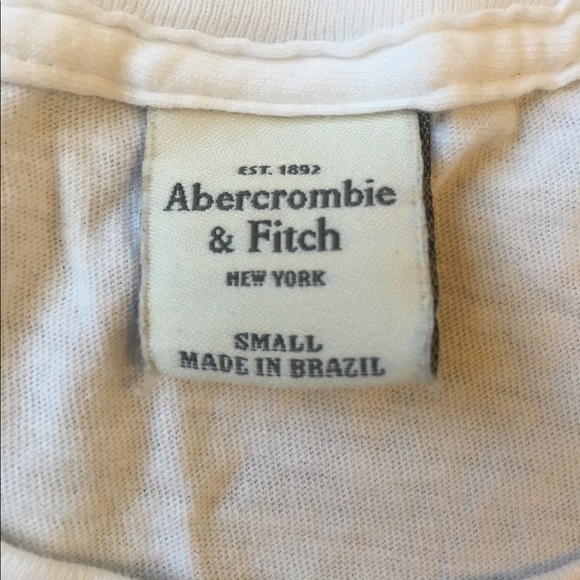 EST. 1892
Abercrombie
& Fitch
NEW YORK
SMALL
MADE IN BRAZIL